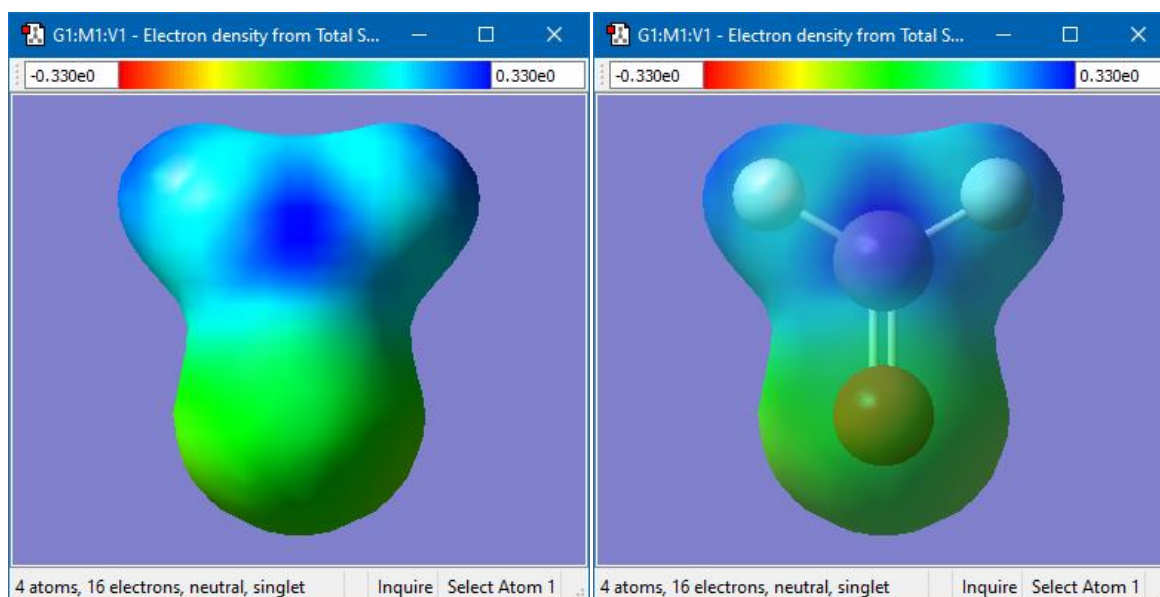 G1:M1:V1 - Electron density from Total S...
-0.330e0 0.330e0
4 atoms, 16 electrons, neutral, singlet Inquire Select Atom 1
G1:M1:V1 - Electron density from Total S...
-0.330e0 0.330e0
4 atoms, 16 electrons, neutral, singlet Inquire Select Atom 1